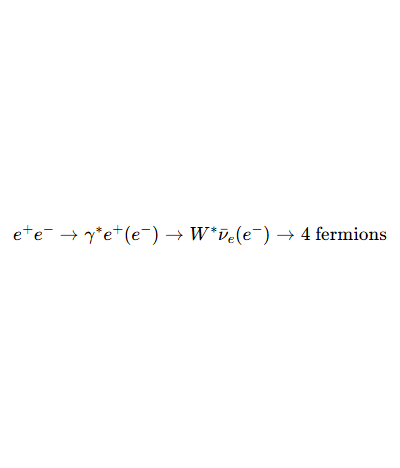 e⁺e⁻ → γ*e⁺(e⁻) → W*ν̄ₑ(e⁻) → 4 fermions